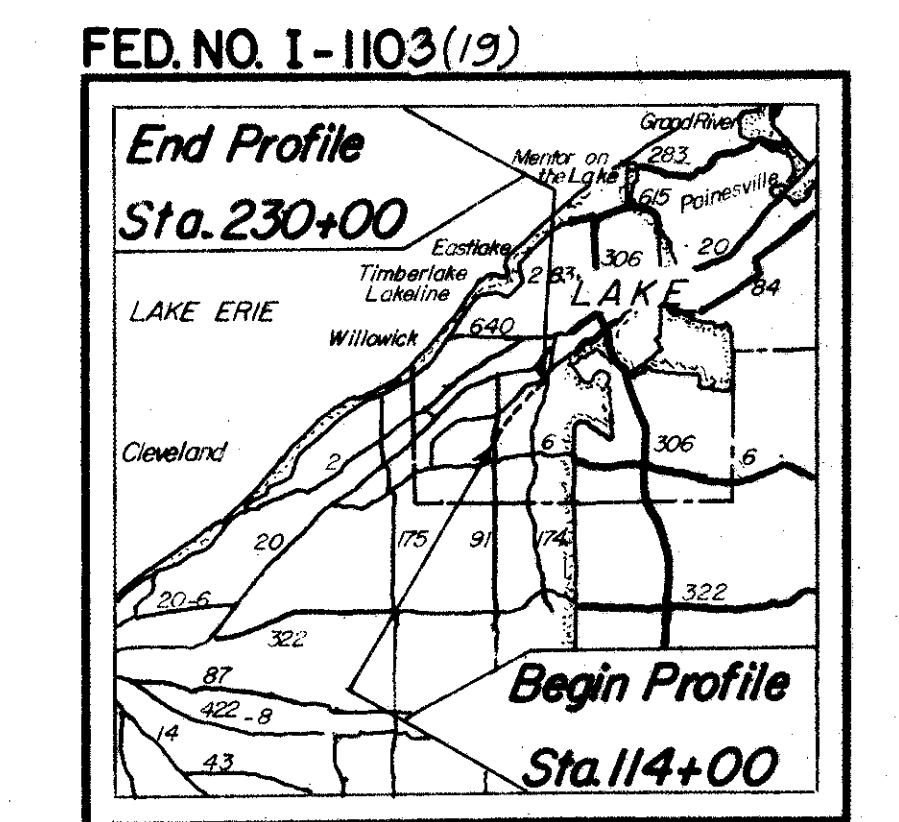 FED. NO. I-1103(19)
End Profile
Sta. 230+00
Grand River
Mentor on
the Lake
283
615
Painesville
20
Eastlake
306
Timberlake
283
Lakeline
LAKE
84
LAKE ERIE
640
Willowick
Cleveland
2
6
306
6
20
175
91
174
20-6
322
322
87
422-8
14
43
Begin Profile
Sta. 114+00